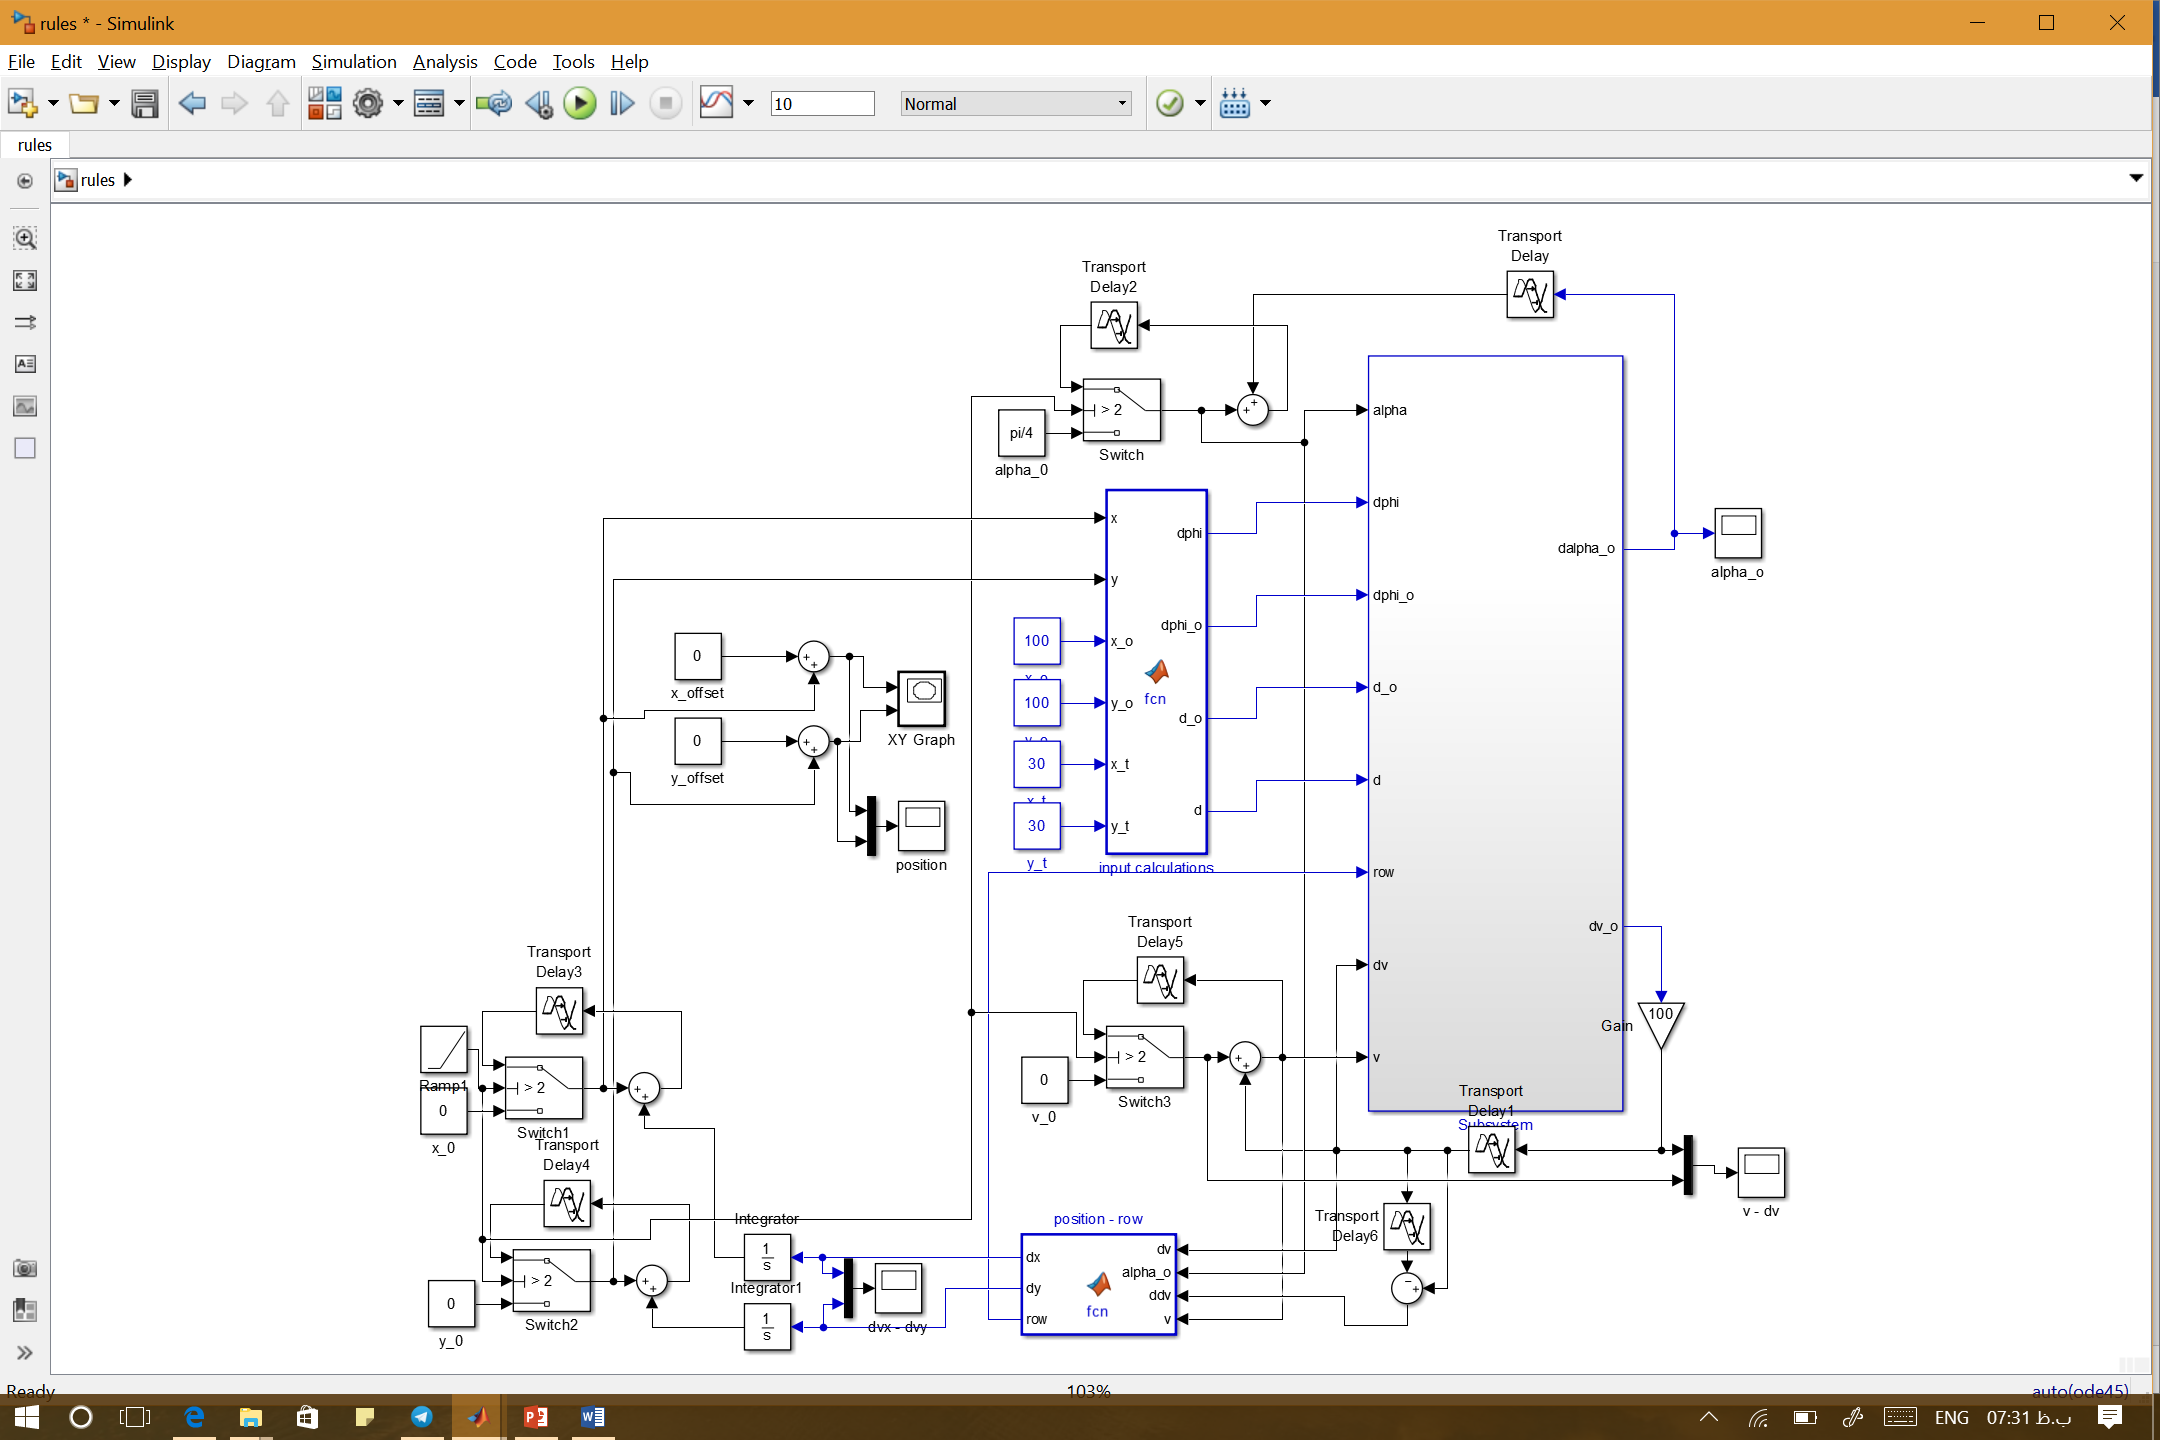 rules * - Simulink
File Edit View Display Diagram Simulation Analysis Code Tools Help
10
Normal
rules
rules
Transport
Delay
Transport
Delay2
> 2
Switch
pi/4
alpha_0
+
+
alpha
dphi
dphi_o
d_o
d
row
dv
v
dalpha_o
dv_o
Subsystem
alpha_o
x
y
x_o
y_o
x_t
y_t
dphi
dphi_o
d_o
d
fcn
input calculations
100
x_o
100
y_o
30
x_t
30
y_t
0
x_offset
0
y_offset
+
+
+
+
XY Graph
position
Transport
Delay3
Ramp1
0
x_0
> 2
Switch1
+
+
Transport
Delay4
0
y_0
> 2
Switch2
+
+
Integrator
1
s
Integrator1
1
s
dvx - dvy
Transport
Delay5
0
v_0
> 2
Switch3
+
+
100
Gain
Transport
Delay1
v - dv
Transport
Delay6
−
+
position - row
dx
dy
row
dv
alpha_o
ddv
v
fcn
Ready
103%
auto(ode45)
ENG
07:31 ب.ظ